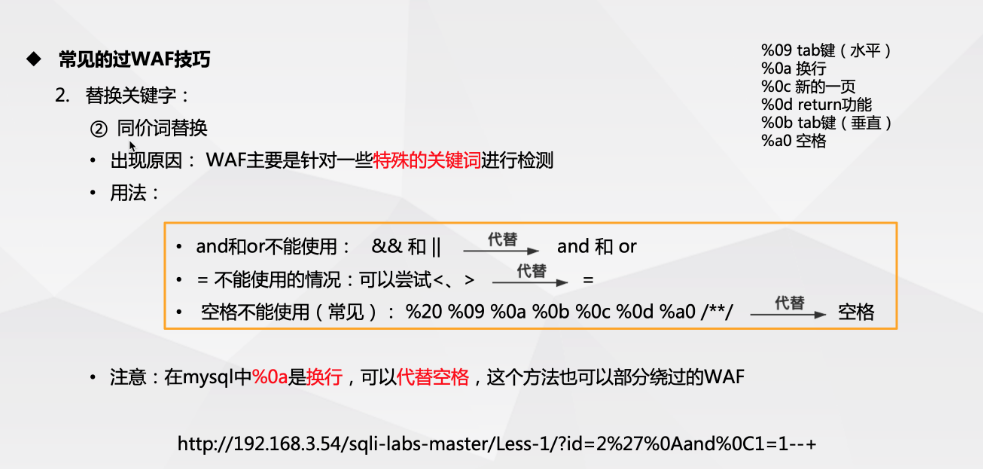 ◆ 常见的过WAF技巧
%09 tab键（水平）
%0a 换行
%0c 新的一页
%0d return功能
%0b tab键（垂直）
%a0 空格
2. 替换关键字：
② 同价词替换
• 出现原因： WAF主要是针对一些特殊的关键词进行检测
• 用法：
• and和or不能使用： && 和 || 代替 and 和 or
• = 不能使用的情况：可以尝试<、> 代替 =
• 空格不能使用（常见）： %20 %09 %0a %0b %0c %0d %a0 /**/ 代替 空格
• 注意：在mysql中%0a是换行，可以代替空格，这个方法也可以部分绕过的WAF
http://192.168.3.54/sqli-labs-master/Less-1/?id=2%27%0Aand%0C1=1--+